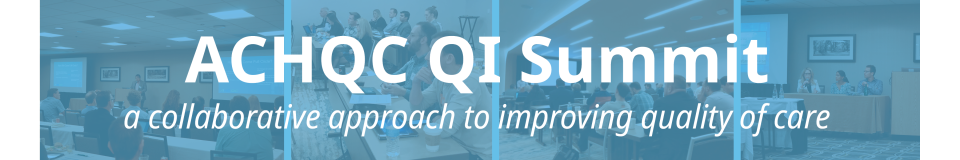 ACHQC QI Summit
a collaborative approach to improving quality of care